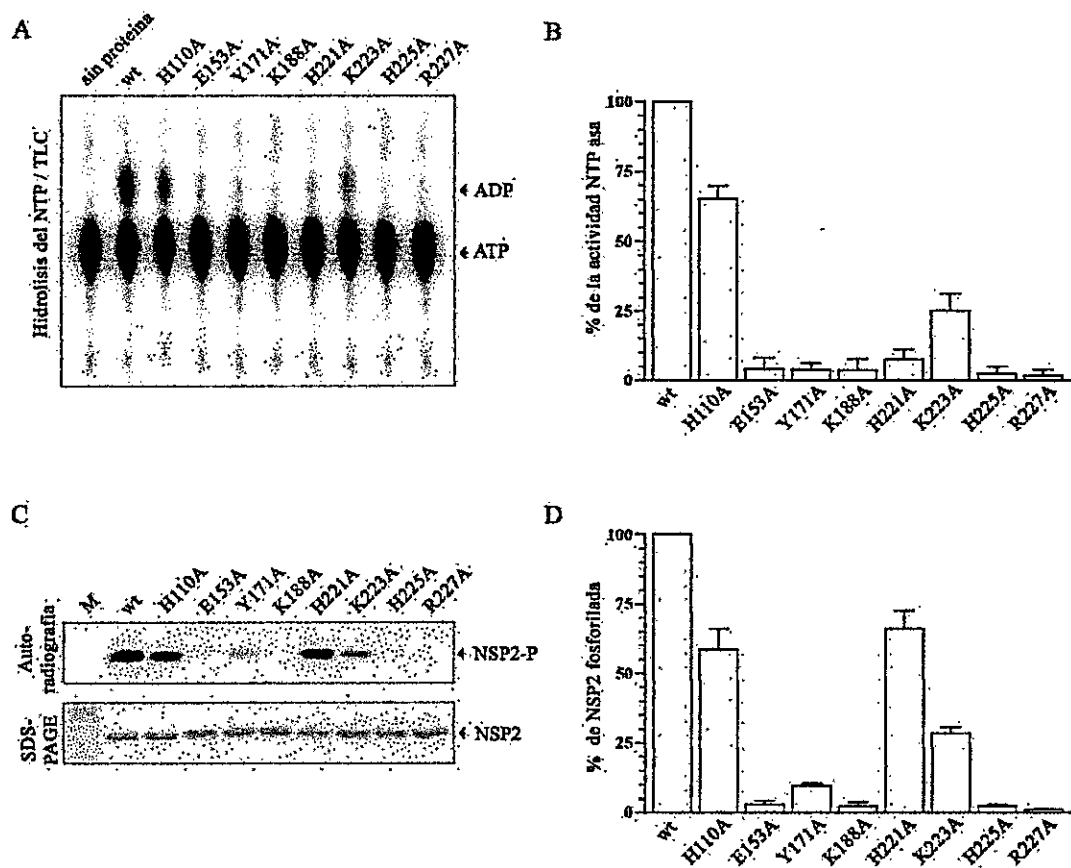 A
sin proteina
wt
H110A
E153A
Y171A
K188A
H221A
K223A
H225A
R227A
Hidrolisis del NTP / TLC
ADP
ATP
B
% de la actividad NTP asa
100
75
50
25
0
wt
H110A
E153A
Y171A
K188A
H221A
K223A
H225A
R227A
C
M
wt
H110A
E153A
Y171A
K188A
H221A
K223A
H225A
R227A
Auto-
radiografia
NSP2-P
SDS-
PAGE
NSP2
D
% de NSP2 fosforilada
100
75
50
25
0
wt
H110A
E153A
Y171A
K188A
H221A
K223A
H225A
R227A